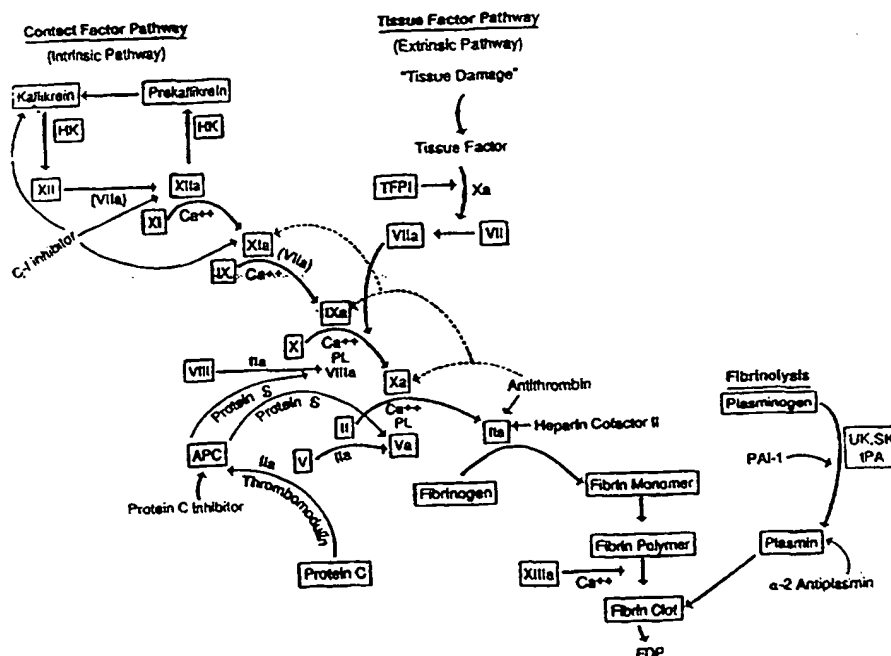 Contact Factor Pathway
(Intrinsic Pathway)
Tissue Factor Pathway
(Extrinsic Pathway)
"Tissue Damage"
Kallikrein
Prekallikrein
HK
HK
Tissue Factor
TFPI
Xa
XII
(VIIa)
XIIa
XI
Ca++
VIIa
VII
C-1 inhibitor
XIa
(VIIa)
IX
Ca++
IXa
X
Ca++
PL
VIIIa
VIII
IIa
Xa
Protein S
Protein S
Antithrombin
Fibrinolysis
Plasminogen
II
Ca++
PL
IIa
Heparin Cofactor II
UK,SK
tPA
PAI-1
APC
V
IIa
Va
IIa
Thrombomodulin
Fibrinogen
Fibrin Monomer
Protein C Inhibitor
Fibrin Polymer
Plasmin
Protein C
XIIIa
Ca++
α-2 Antiplasmin
Fibrin Clot
FDP